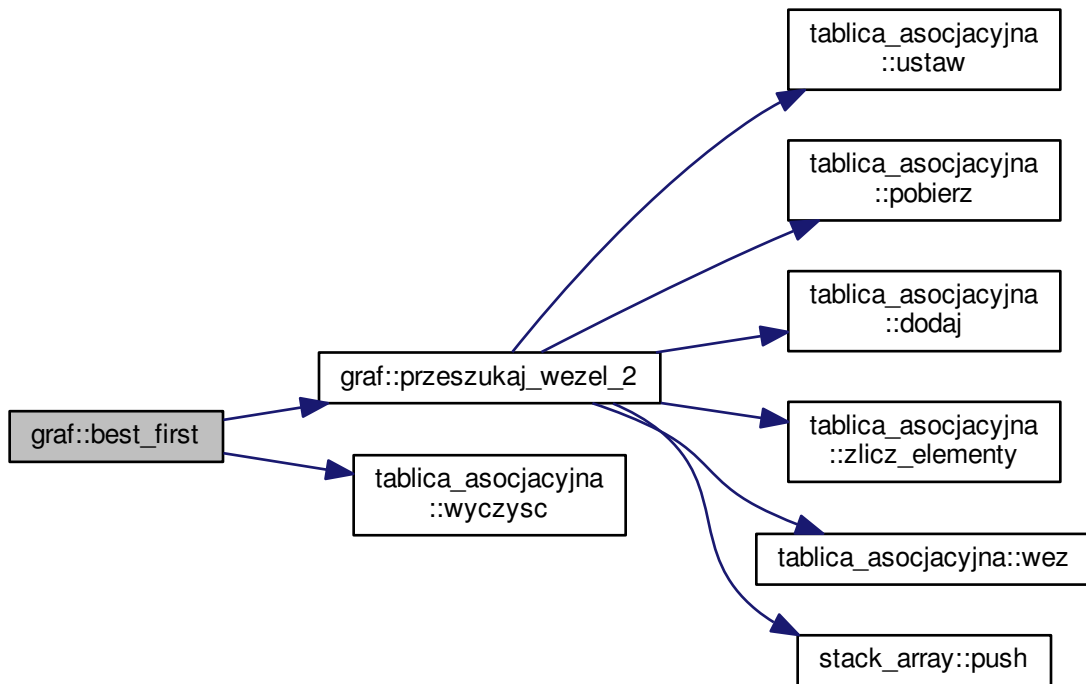 tablica_asocjacyjna
::ustaw
tablica_asocjacyjna
::pobierz
tablica_asocjacyjna
::dodaj
graf::przeszukaj_wezel_2
graf::best_first
tablica_asocjacyjna
::zlicz_elementy
tablica_asocjacyjna
::wyczysc
tablica_asocjacyjna::wez
stack_array::push